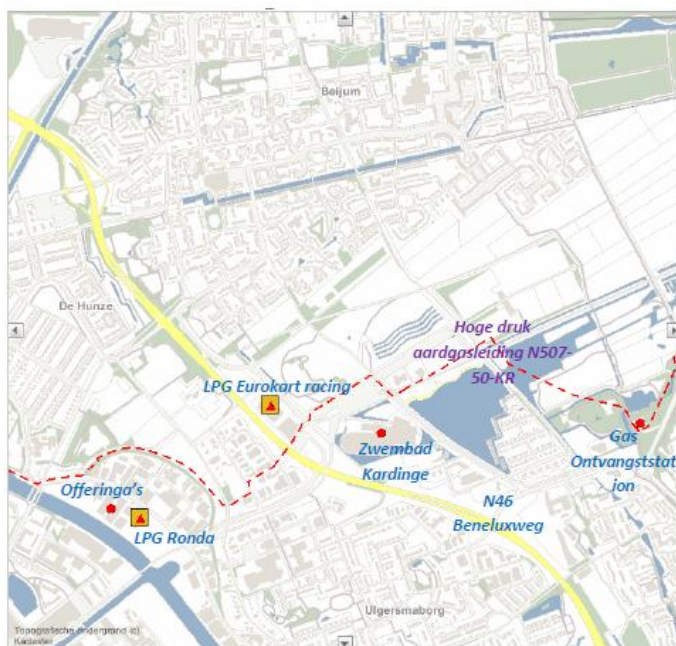 Beijum
De Hunze
Hoge druk
aardgasleiding N507-
50-KR
LPG Eurokart racing
Zwembad
Kardinge
Gas
Ontvangststat
ion
Offeringa's
LPG Ronda
N46
Beneluxweg
Ulgersmaborg
Topografische ondergrond (c)
Kadaster